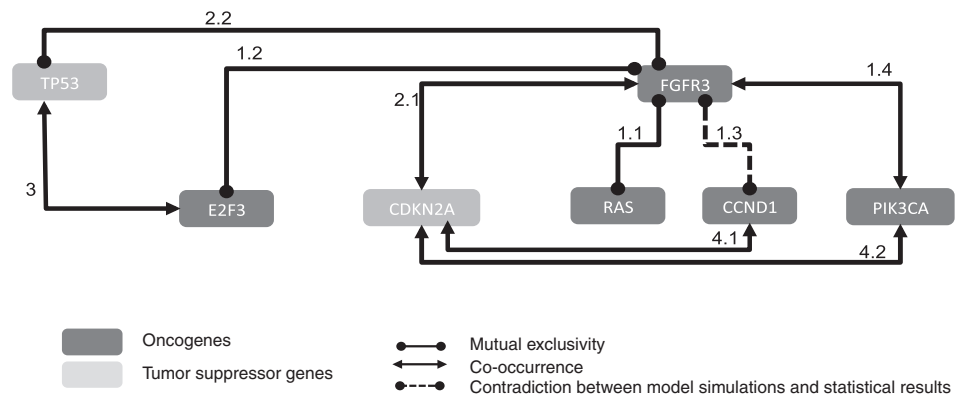 2.2
1.2
TP53
FGFR3
1.4
2.1
1.1
1.3
3
E2F3
CDKN2A
RAS
CCND1
PIK3CA
4.1
4.2
Oncogenes
Tumor suppressor genes
Mutual exclusivity
Co-occurrence
Contradiction between model simulations and statistical results